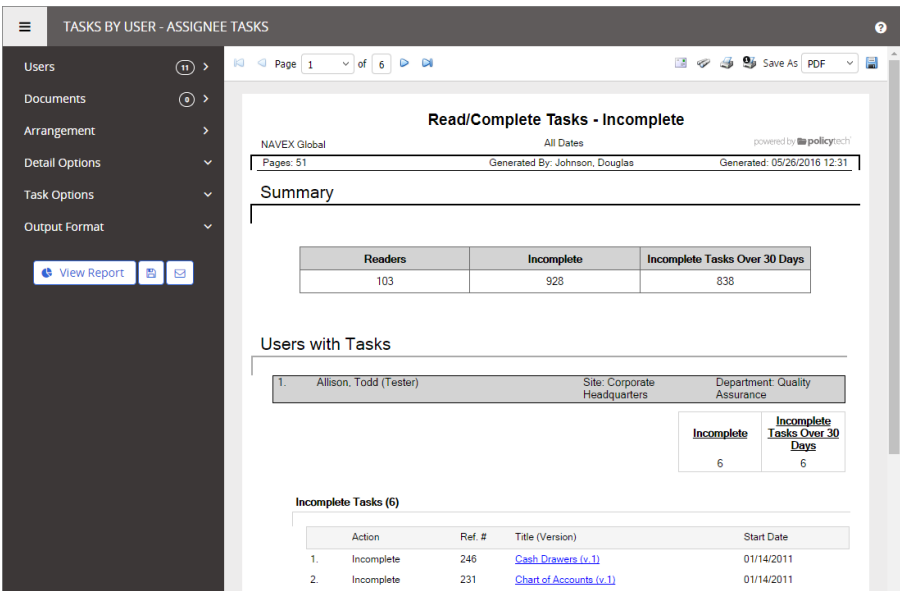 TASKS BY USER - ASSIGNEE TASKS
?
Users 11
Documents 0
Arrangement
Detail Options
Task Options
Output Format
View Report
Page 1 of 6
Save As PDF
Read/Complete Tasks - Incomplete
NAVEX Global All Dates powered by policytech
Pages: 51 Generated By: Johnson, Douglas Generated: 05/26/2016 12:31
Summary
Readers Incomplete Incomplete Tasks Over 30 Days
103 928 838
Users with Tasks
1. Allison, Todd (Tester) Site: Corporate Department: Quality
Headquarters Assurance
Incomplete
Incomplete Tasks Over 30
Days
6 6
Incomplete Tasks (6)
Action Ref. # Title (Version) Start Date
1. Incomplete 246 Cash Drawers (v.1) 01/14/2011
2. Incomplete 231 Chart of Accounts (v.1) 01/14/2011